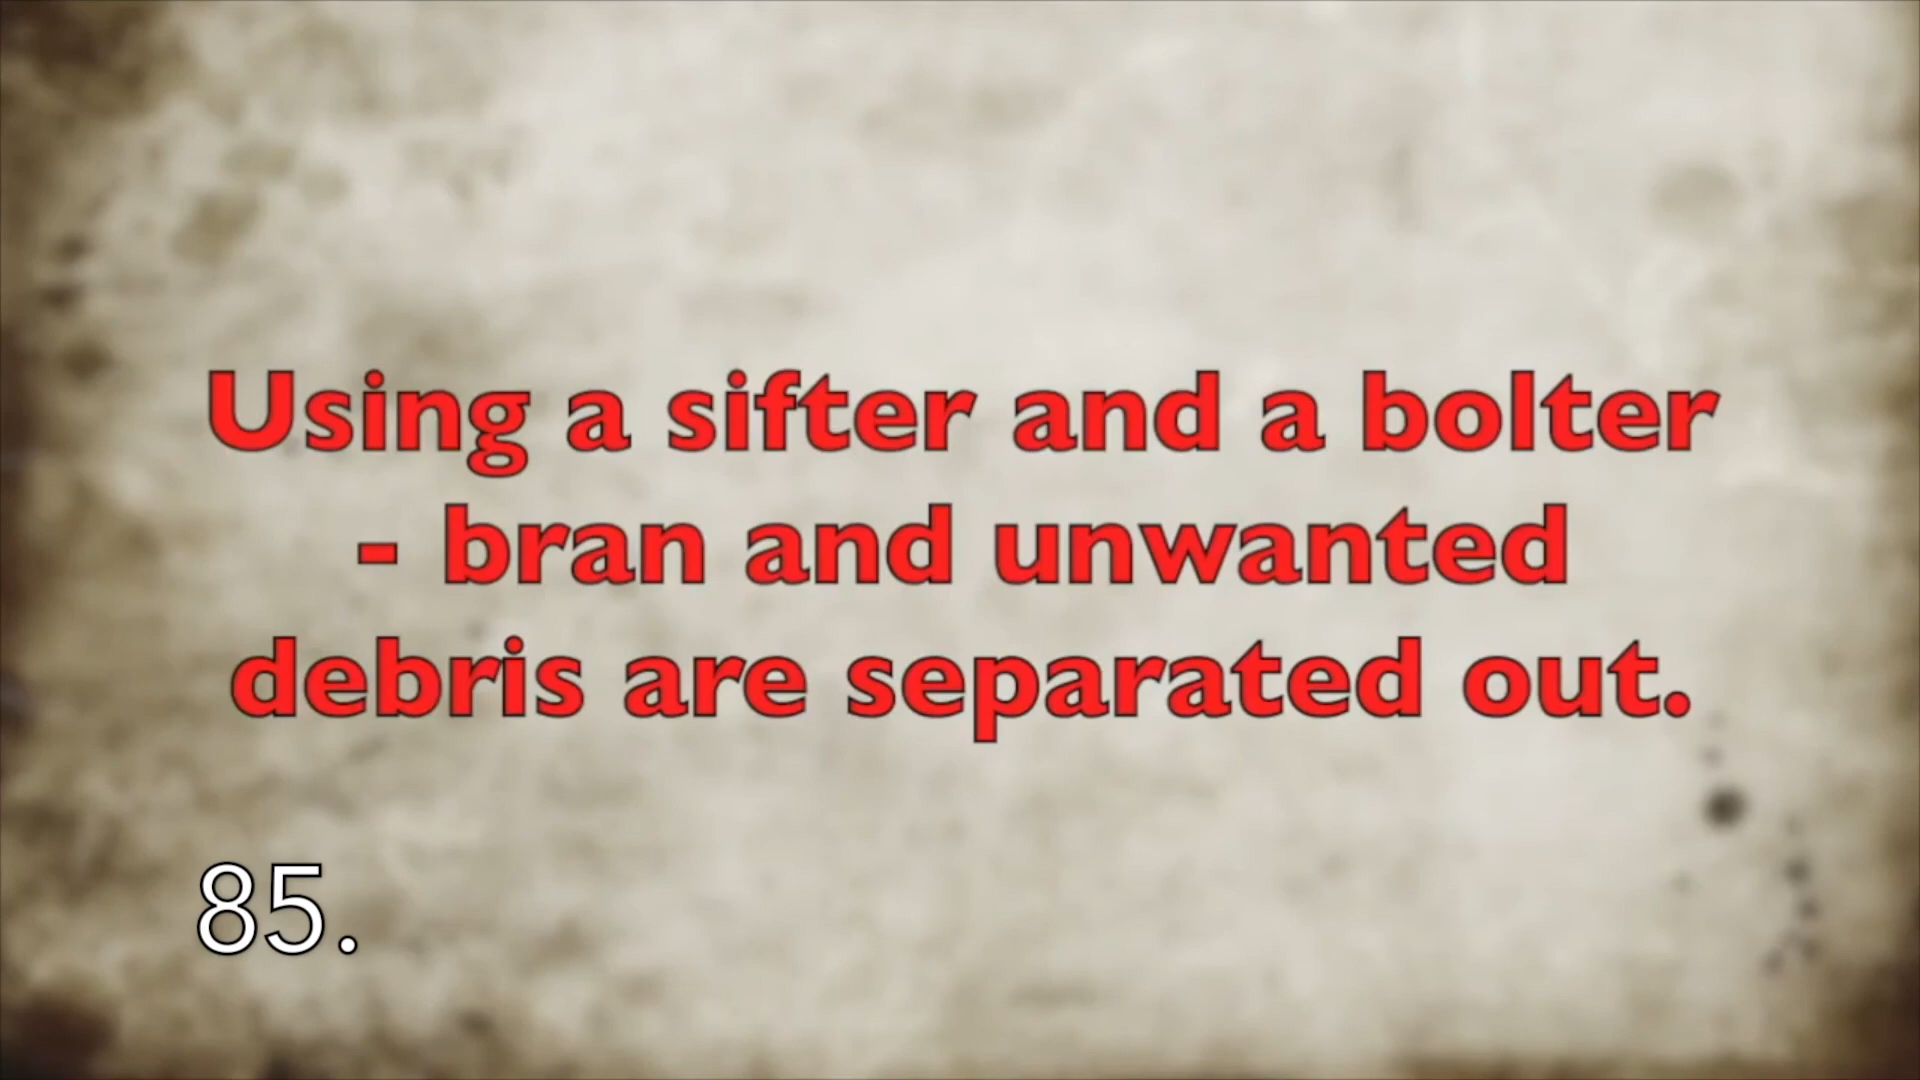 Using a sifter and a bolter
- bran and unwanted
debris are separated out.
85.